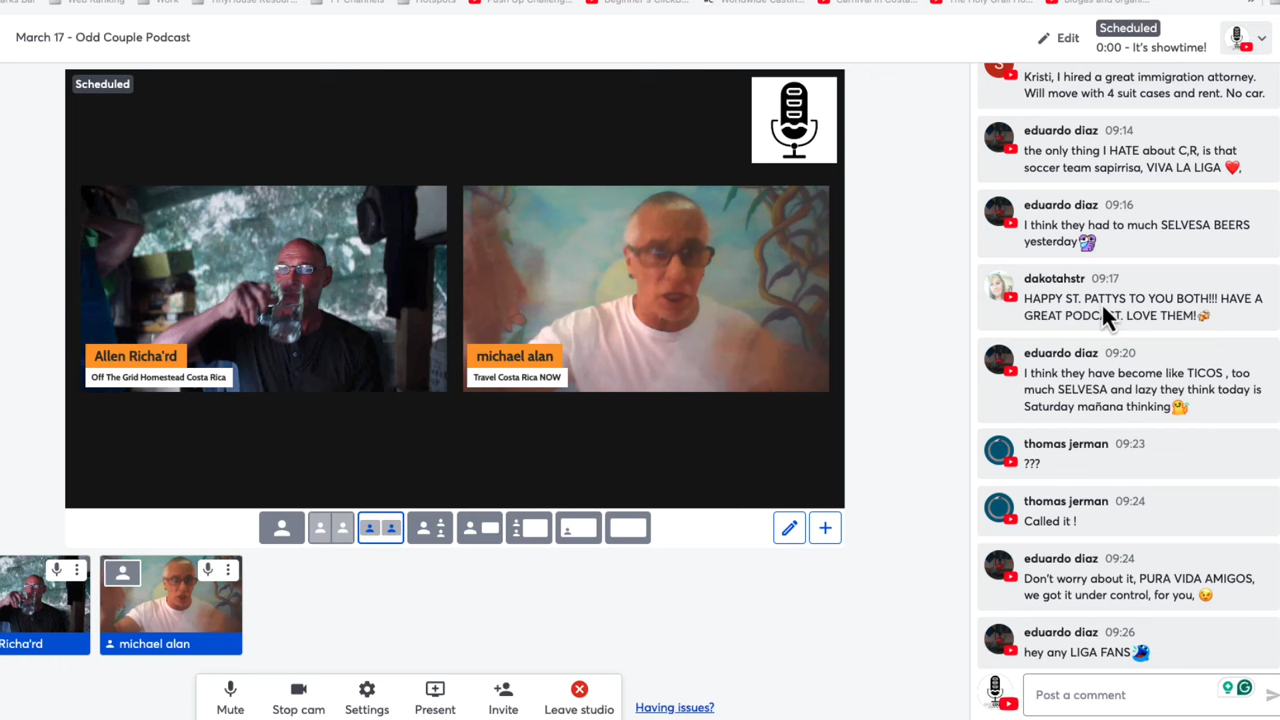 Web Ranking
Work
March 17 - Odd Couple Podcast
Edit
Scheduled
0:00 - It's showtime!
Scheduled
Allen Richa'rd
Off The Grid Homestead Costa Rica
michael alan
Travel Costa Rica NOW
Richa'rd
michael alan
Mute
Stop cam
Settings
Present
Invite
Leave studio
Having issues?
Kristi, I hired a great immigration attorney.
Will move with 4 suit cases and rent. No car.
eduardo diaz 09:14
the only thing I HATE about C,R, is that
soccer team sapirrisa, VIVA LA LIGA ❤️,
eduardo diaz 09:16
I think they had to much SELVESA BEERS
yesterday
dakotahstr 09:17
HAPPY ST. PATTYS TO YOU BOTH!!! HAVE A
GREAT PODCAST. LOVE THEM!
eduardo diaz 09:20
I think they have become like TICOS , too
much SELVESA and lazy they think today is
Saturday mañana thinking
thomas jerman 09:23
???
thomas jerman 09:24
Called it !
eduardo diaz 09:24
Don't worry about it, PURA VIDA AMIGOS,
we got it under control, for you, 😉
eduardo diaz 09:26
hey any LIGA FANS
Post a comment